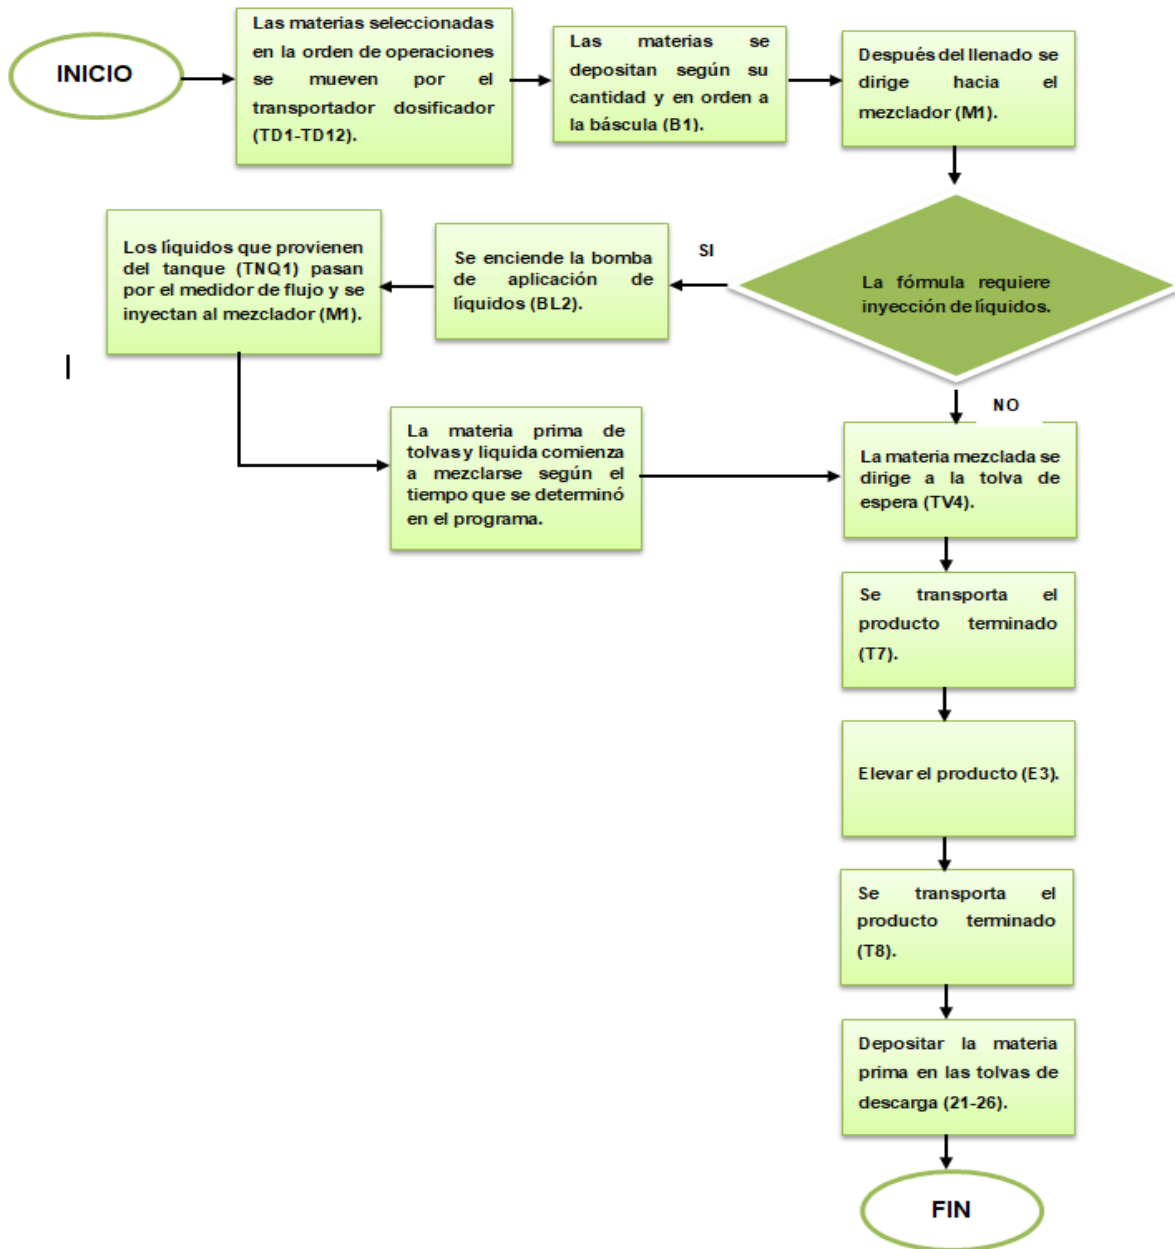 INICIO
Las materias seleccionadas
en la orden de operaciones
se mueven por el
transportador dosificador
(TD1-TD12).
Las materias se
depositan según su
cantidad y en orden a
la báscula (B1).
Después del llenado se
dirige hacia el
mezclador (M1).
La fórmula requiere
inyección de líquidos.
SI
Se enciende la bomba
de aplicación de
líquidos (BL2).
Los líquidos que provienen
del tanque (TNQ1) pasan
por el medidor de flujo y se
inyectan al mezclador (M1).
La materia prima de
tolvas y liquida comienza
a mezclarse según el
tiempo que se determinó
en el programa.
NO
La materia mezclada se
dirige a la tolva de
espera (TV4).
Se transporta el
producto terminado
(T7).
Elevar el producto (E3).
Se transporta el
producto terminado
(T8).
Depositar la materia
prima en las tolvas de
descarga (21-26).
FIN